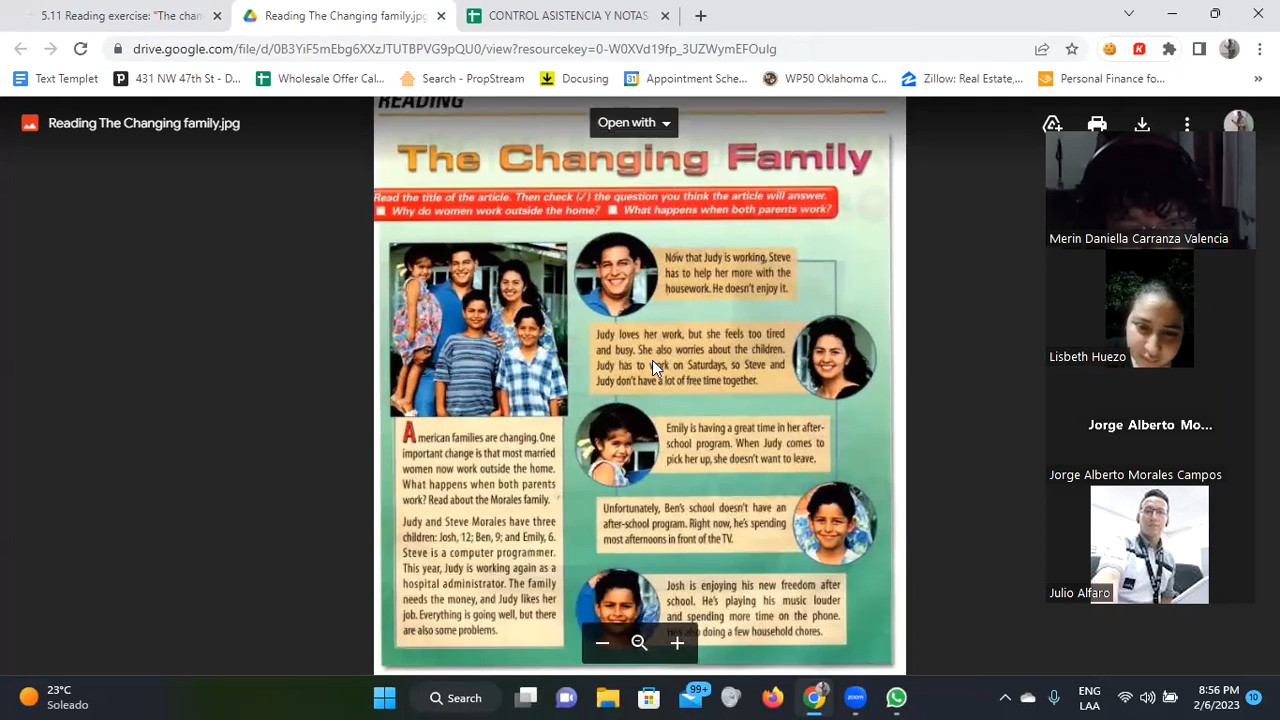 5.11 Reading exercise: "The chan
Reading The Changing family.jpg
CONTROL ASISTENCIA Y NOTAS
drive.google.com/file/d/0B3YiF5mEbg6XXzJTUTBPVG9pQU0/view?resourcekey=0-W0XVd19fp_3UZWymEFOulg
Text Templet
431 NW 47th St - D...
Wholesale Offer Cal...
Search - PropStream
Docusing
Appointment Sche...
WP50 Oklahoma C...
Zillow: Real Estate,...
Personal Finance fo...
Reading The Changing family.jpg
Open with
READING
The Changing Family
Read the title of the article. Then check (✓) the question you think the article will answer.
Why do women work outside the home? What happens when both parents work?
Now that Judy is working, Steve
has to help her more with the
housework. He doesn't enjoy it.
Judy loves her work, but she feels too tired
and busy. She also worries about the children.
Judy has to work on Saturdays, so Steve and
Judy don't have a lot of free time together.
Emily is having a great time in her after-
school program. When Judy comes to
pick her up, she doesn't want to leave.
Unfortunately, Ben's school doesn't have an
after-school program. Right now, he's spending
most afternoons in front of the TV.
Josh is enjoying his new freedom after
school. He's playing his music louder
and spending more time on the phone.
He's also doing a few household chores.
American families are changing. One
important change is that most married
women now work outside the home.
What happens when both parents
work? Read about the Morales family.
Judy and Steve Morales have three
children: Josh, 12; Ben, 9; and Emily, 6.
Steve is a computer programmer.
This year, Judy is working again as a
hospital administrator. The family
needs the money, and Judy likes her
job. Everything is going well, but there
are also some problems.
Merin Daniella Carranza Valencia
Lisbeth Huezo
Jorge Alberto Mo...
Jorge Alberto Morales Campos
Julio Alfaro
23°C
Soleado
Search
99+
zoom
ENG
LAA
8:56 PM
2/6/2023
10